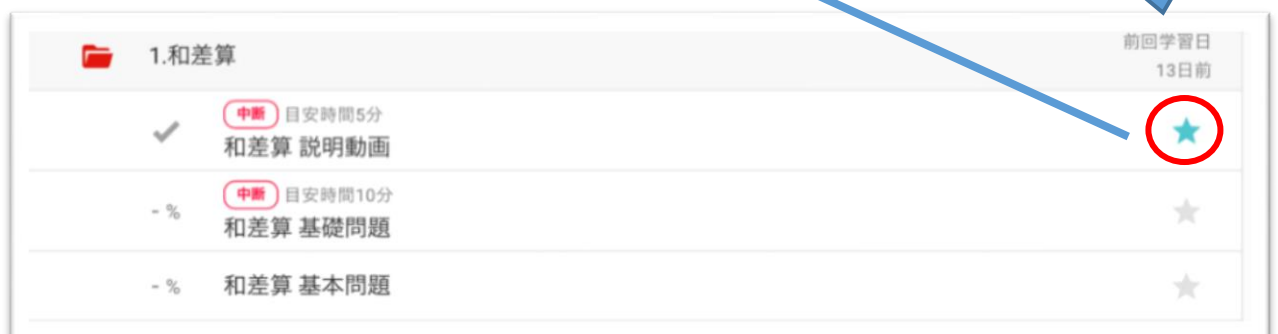 1.和差算
前回学習日
13日前
中断 目安時間5分
和差算 説明動画
- %
中断 目安時間10分
和差算 基礎問題
- %
和差算 基本問題